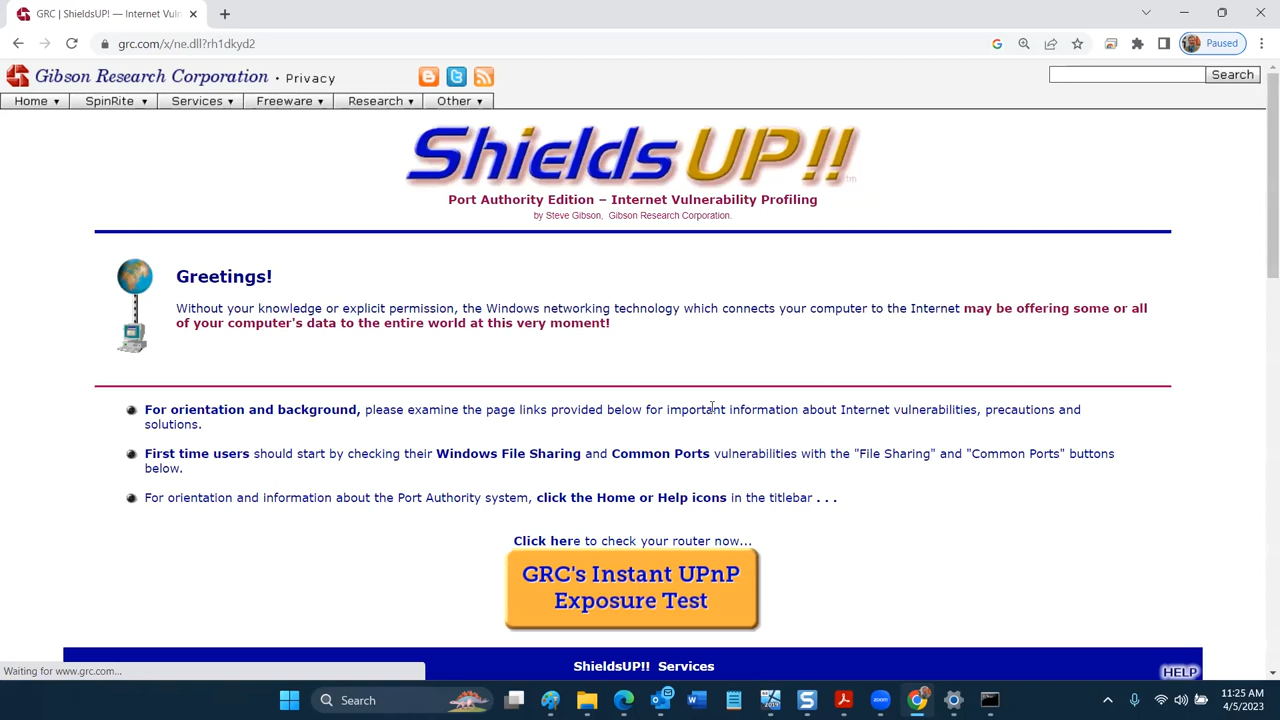 GRC | ShieldsUP! — Internet Vuln
grc.com/x/ne.dll?rh1dkyd2
Paused
Gibson Research Corporation • Privacy
Search
Home ▾ SpinRite ▾ Services ▾ Freeware ▾ Research ▾ Other ▾
ShieldsUP!! tm
Port Authority Edition – Internet Vulnerability Profiling
by Steve Gibson, Gibson Research Corporation.
Greetings!
Without your knowledge or explicit permission, the Windows networking technology which connects your computer to the Internet may be offering some or all
of your computer's data to the entire world at this very moment!
For orientation and background, please examine the page links provided below for important information about Internet vulnerabilities, precautions and
solutions.
First time users should start by checking their Windows File Sharing and Common Ports vulnerabilities with the "File Sharing" and "Common Ports" buttons
below.
For orientation and information about the Port Authority system, click the Home or Help icons in the titlebar . . .
Click here to check your router now...
GRC's Instant UPnP
Exposure Test
ShieldsUP!! Services
HELP
Waiting for www.grc.com...
Search
2019
zoom
11:25 AM
4/5/2023